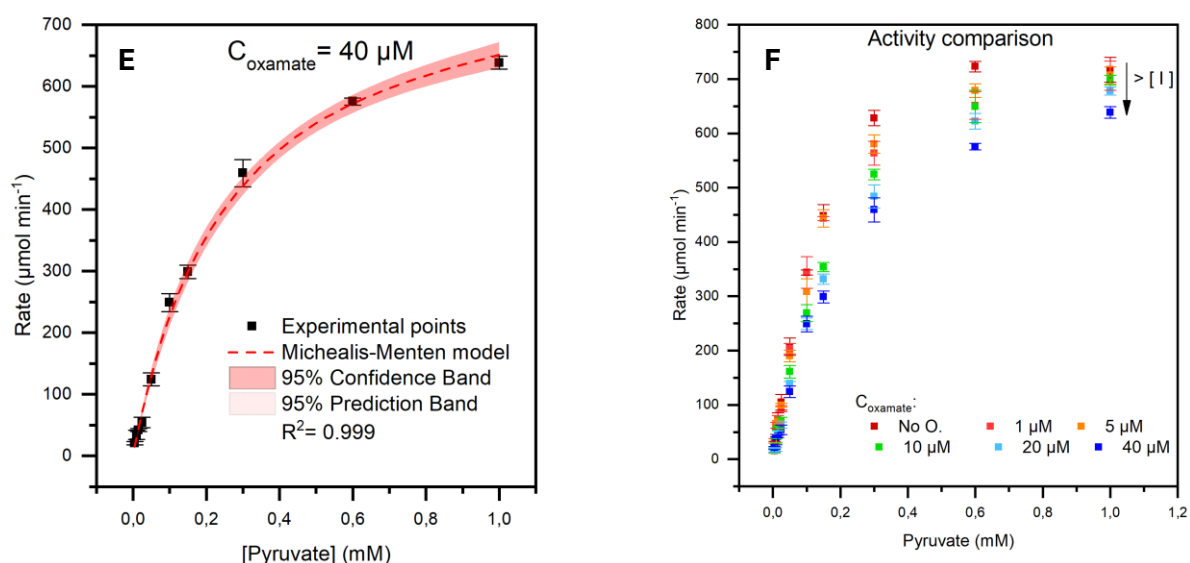 E
C_oxamate = 40 µM
Rate (µmol min⁻¹)
700
600
500
400
300
200
100
0
Experimental points
Michealis-Menten model
95% Confidence Band
95% Prediction Band
R²= 0.999
0,0 0,2 0,4 0,6 0,8 1,0
[Pyruvate] (mM)
F
Activity comparison
> [ I ]
Rate (µmol min⁻¹)
800
700
600
500
400
300
200
100
0
C_oxamate:
No O. 1 µM 5 µM
10 µM 20 µM 40 µM
0,0 0,2 0,4 0,6 0,8 1,0 1,2
Pyruvate (mM)